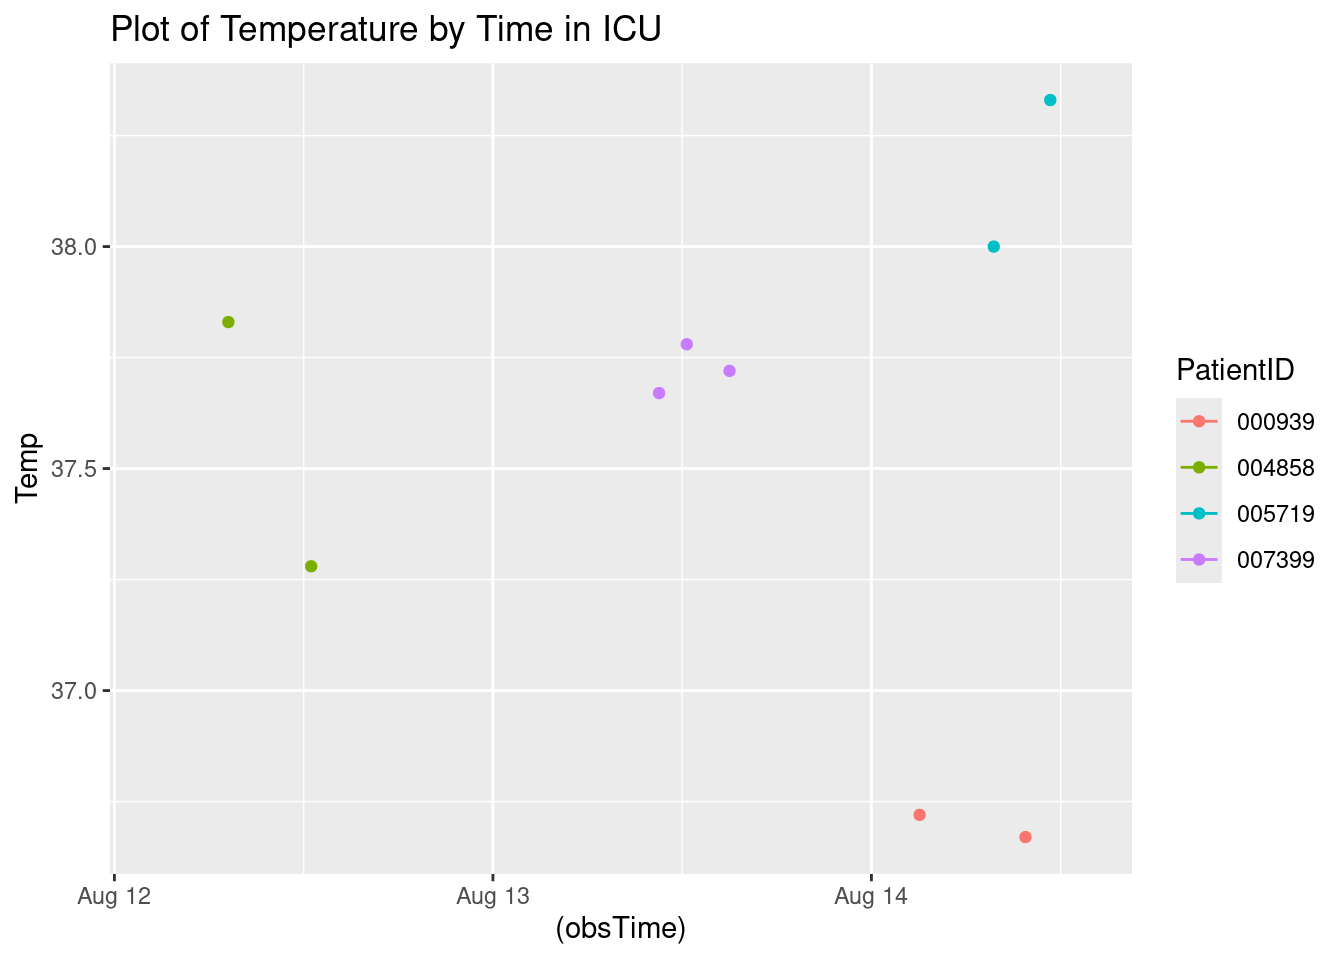 Plot of Temperature by Time in ICU
38.0
37.5
37.0
Temp
Aug 12
Aug 13
Aug 14
(obsTime)
PatientID
000939
004858
005719
007399